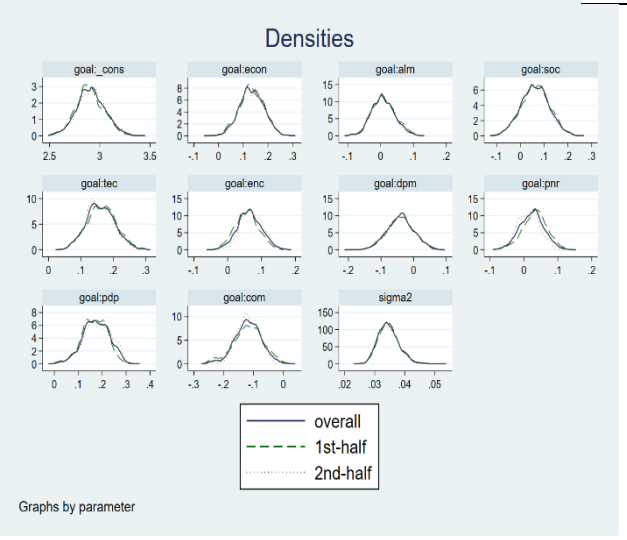 Densities
goal:_cons goal:econ goal:alm goal:soc
3 2 1 0
8 6 4 2 0
15 10 5 0
6 4 2 0
2.5 3 3.5
-.1 0 .1 .2 .3
-.1 0 .1 .2
-.1 0 .1 .2 .3
goal:tec goal:enc goal:dpm goal:pnr
10 5 0
15 10 5 0
15 10 5 0
15 10 5 0
0 .1 .2 .3
-.1 0 .1 .2
-.2 -.1 0 .1
-.1 0 .1 .2
goal:pdp goal:com sigma2
8 6 4 2 0
10 5 0
150 100 50 0
0 .1 .2 .3 .4
-.3 -.2 -.1 0
.02 .03 .04 .05
overall
1st-half
2nd-half
Graphs by parameter